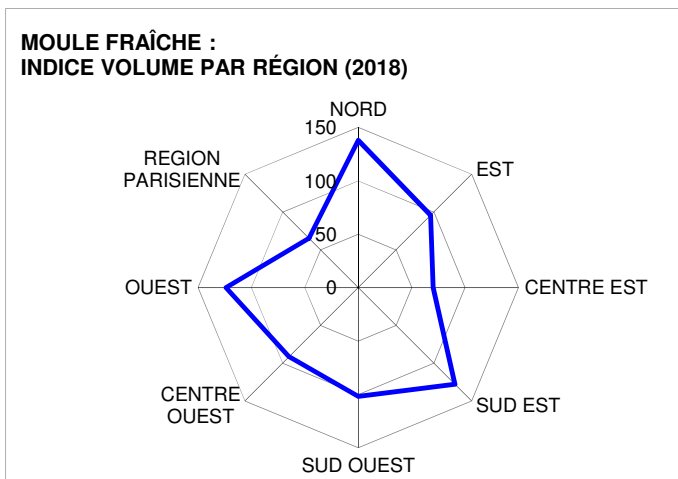 MOULE FRAÎCHE :
INDICE VOLUME PAR RÉGION (2018)
NORD
150
REGION
PARISIENNE
EST
100
50
OUEST
0
CENTRE EST
CENTRE
OUEST
SUD EST
SUD OUEST